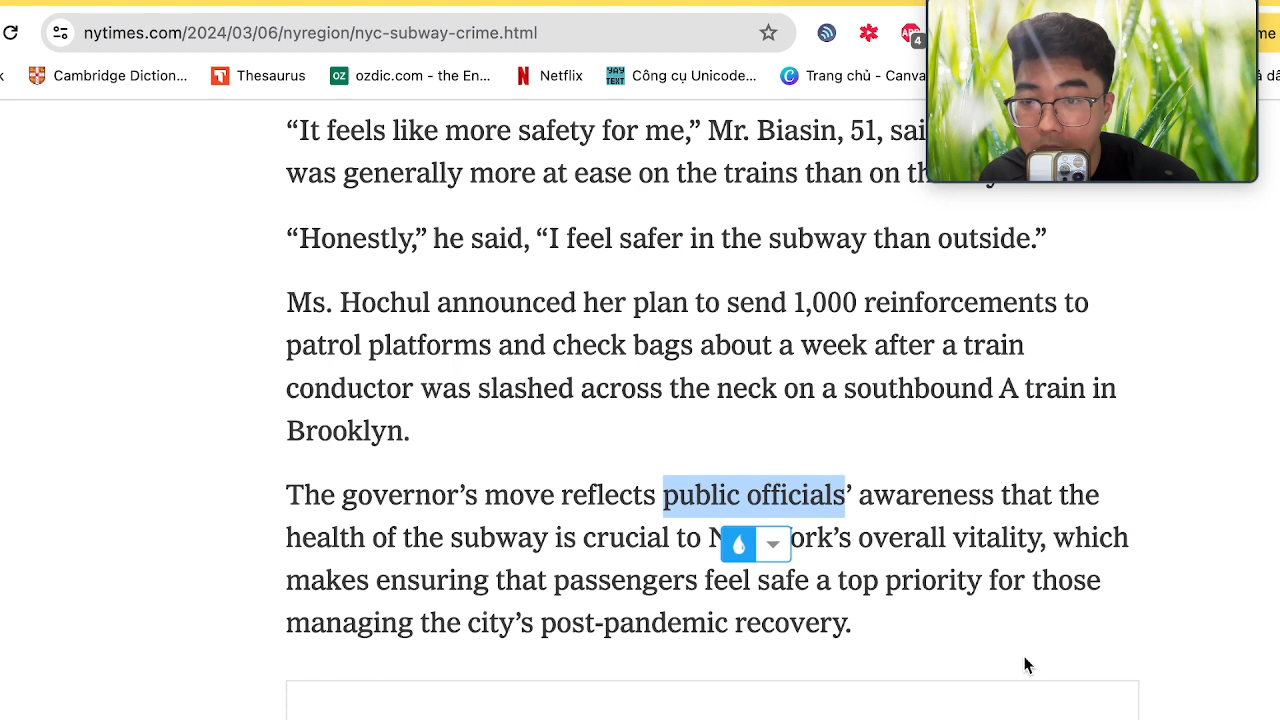 nytimes.com/2024/03/06/nyregion/nyc-subway-crime.html
4
me
Cambridge Diction... Thesaurus OZ ozdic.com - the En... Netflix YAY TEXT Công cụ Unicode... Trang chủ - Canva
“It feels like more safety for me,” Mr. Biasin, 51,
was generally more at ease on the trains than on
“Honestly,” he said, “I feel safer in the subway than outside.”
Ms. Hochul announced her plan to send 1,000 reinforcements to
patrol platforms and check bags about a week after a train
conductor was slashed across the neck on a southbound A train in
Brooklyn.
The governor’s move reflects public officials’ awareness that the
health of the subway is crucial to ork’s overall vitality, which
makes ensuring that passengers feel safe a top priority for those
managing the city’s post-pandemic recovery.